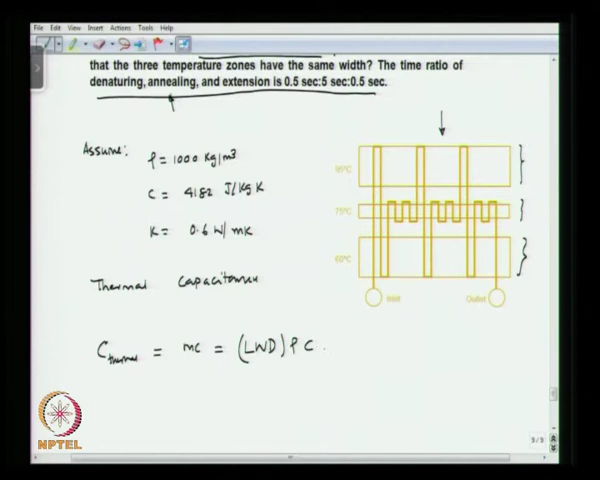 File Edit View Insert Actions Tools Help
that the three temperature zones have the same width? The time ratio of
denaturing, annealing, and extension is 0.5 sec:5 sec:0.5 sec.
Assume:
ρ = 1000 Kg/m³
C = 4182 J/Kg K
K = 0.6 W/mK
95°C
75°C
60°C
Inlet
Outlet
Thermal
C thermal = mc = (LWD) ρ C.
NPTEL
3/3